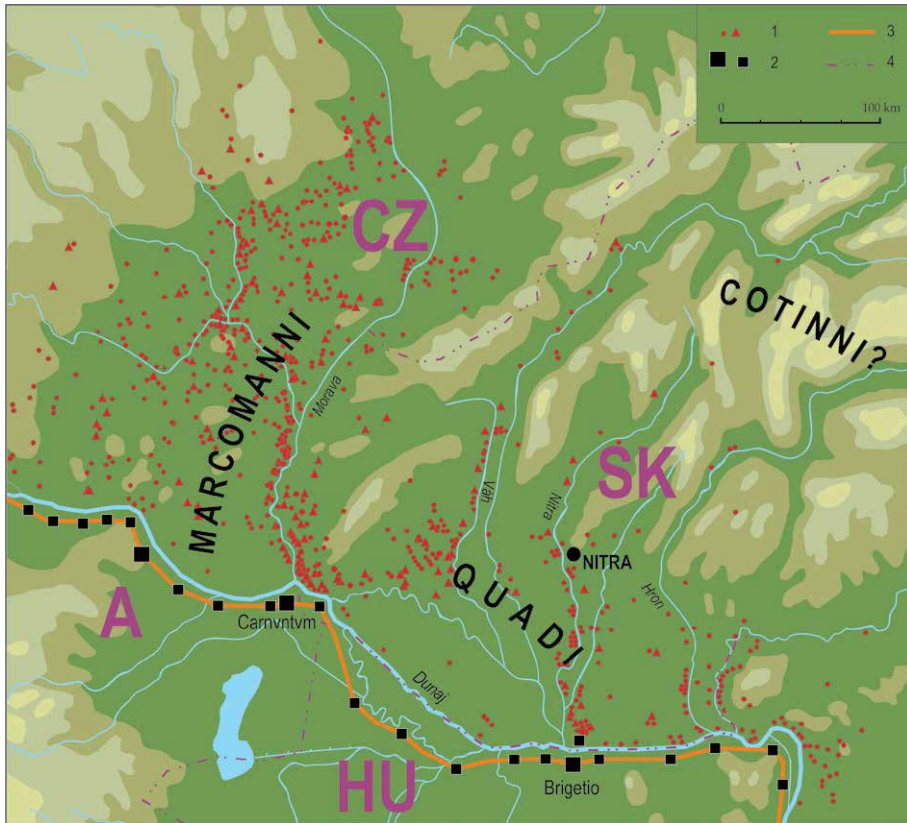 1
3
2
4
0
100 km
CZ
COTINNI?
MARCOMANNI
Morava
SK
Váh
Nitra
NITRA
QUADI
Hron
A
Carnvntvm
Dunaj
HU
Brigetio